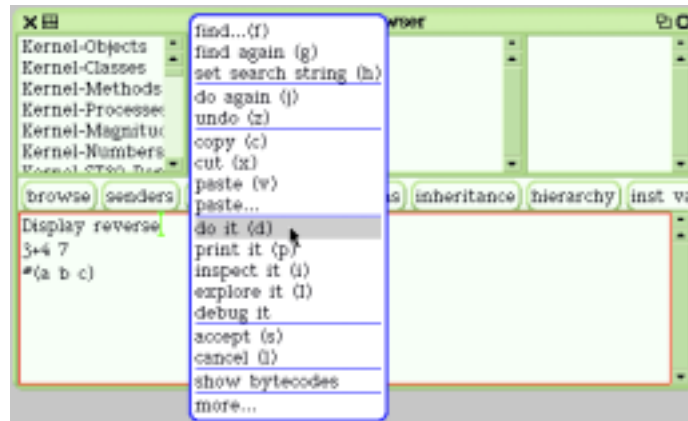 wser
Kernel-Objects
Kernel-Classes
Kernel-Methods
Kernel-Processes
Kernel-Magnitud
Kernel-Numbers
find...(f)
find again (g)
set search string (h)
do again (j)
undo (z)
copy (c)
cut (x)
paste (v)
paste...
do it (d)
print it (p)
inspect it (i)
explore it (I)
debug it
accept (s)
cancel (l)
show bytecodes
more...
browse senders s inheritance hierarchy inst va
Display reverse
3+4 7
#(a b c)